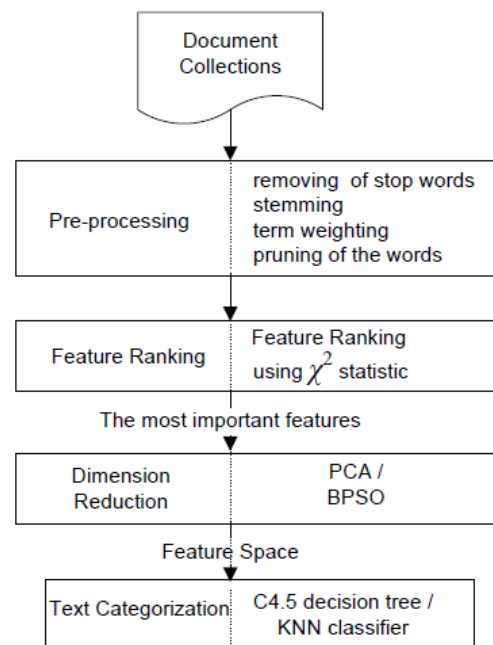 Document
Collections
Pre-processing
removing of stop words
stemming
term weighting
pruning of the words
Feature Ranking
Feature Ranking
using χ² statistic
The most important features
Dimension
Reduction
PCA /
BPSO
Feature Space
Text Categorization
C4.5 decision tree /
KNN classifier